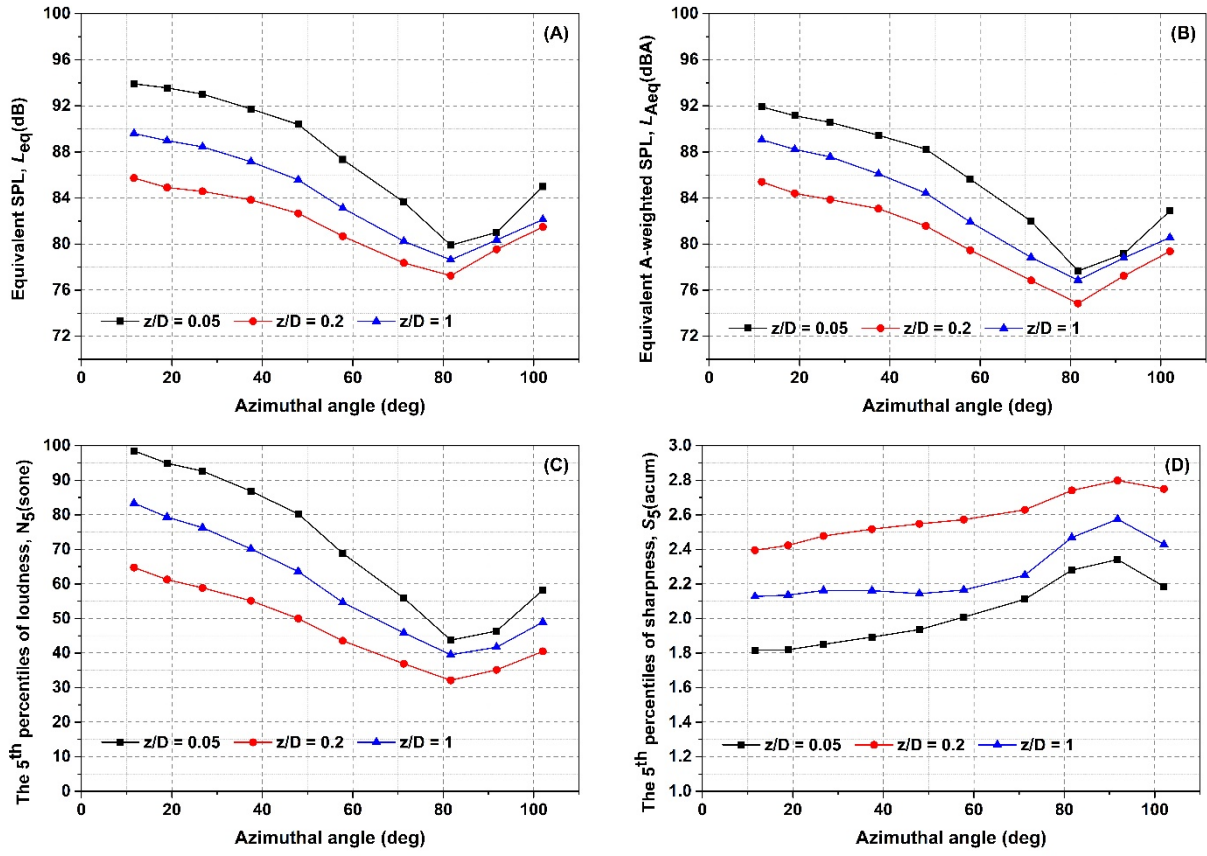 (A)
Equivalent SPL, Leq(dB)
100
96
92
88
84
80
76
72
z/D = 0.05 z/D = 0.2 z/D = 1
0 20 40 60 80 100
Azimuthal angle (deg)
(B)
Equivalent A-weighted SPL, LAeq(dBA)
100
96
92
88
84
80
76
72
z/D = 0.05 z/D = 0.2 z/D = 1
0 20 40 60 80 100
Azimuthal angle (deg)
(C)
The 5th percentiles of loudness, N5(sone)
100
90
80
70
60
50
40
30
20
10
0
z/D = 0.05 z/D = 0.2 z/D = 1
0 20 40 60 80 100
Azimuthal angle (deg)
(D)
The 5th percentiles of sharpness, S5(acum)
3.0
2.8
2.6
2.4
2.2
2.0
1.8
1.6
1.4
1.2
1.0
z/D = 0.05 z/D = 0.2 z/D = 1
0 20 40 60 80 100
Azimuthal angle (deg)